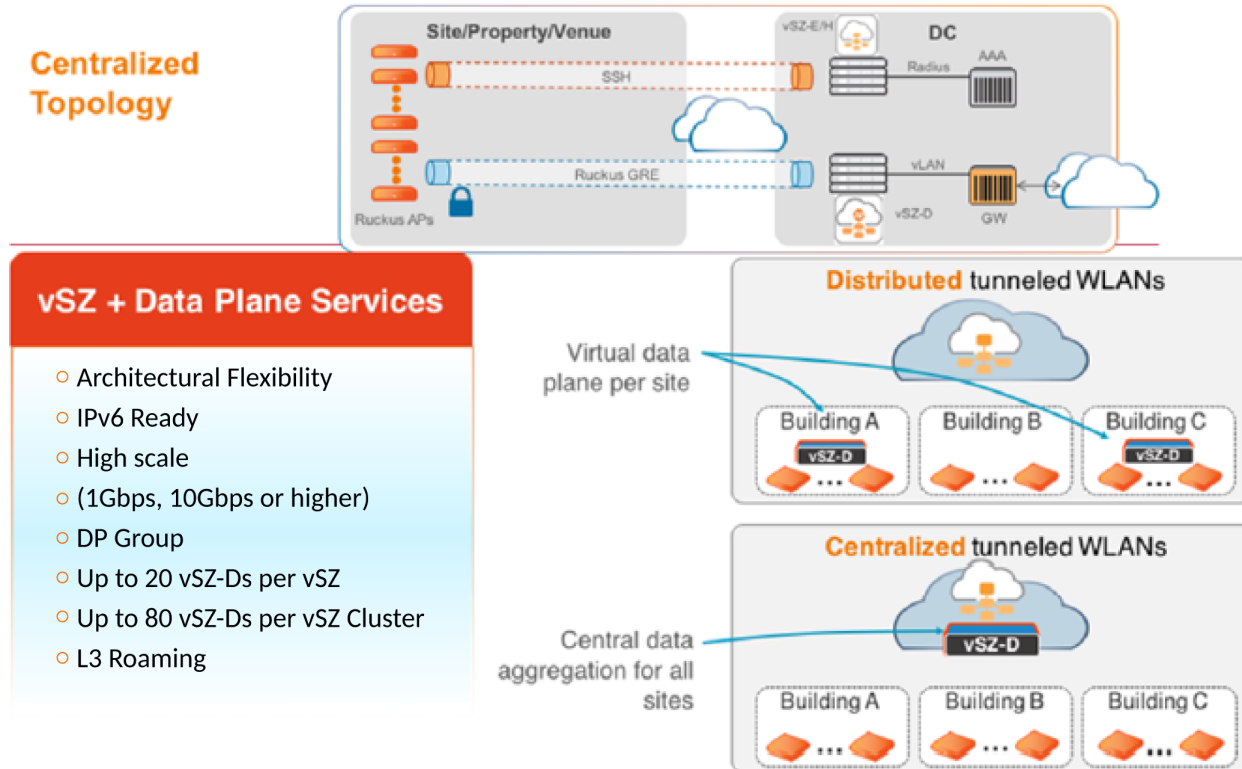 Centralized
Topology
Site/Property/Venue
vSZ-E/H
DC
SSH
Radius
AAA
Ruckus GRE
vLAN
Ruckus APs
vSZ-D
GW
vSZ + Data Plane Services
Architectural Flexibility
IPv6 Ready
High scale
(1Gbps, 10Gbps or higher)
DP Group
Up to 20 vSZ-Ds per vSZ
Up to 80 vSZ-Ds per vSZ Cluster
L3 Roaming
Distributed tunneled WLANs
Virtual data
plane per site
Building A
Building B
Building C
vSZ-D
vSZ-D
Centralized tunneled WLANs
vSZ-D
Central data
aggregation for all
sites
Building A
Building B
Building C